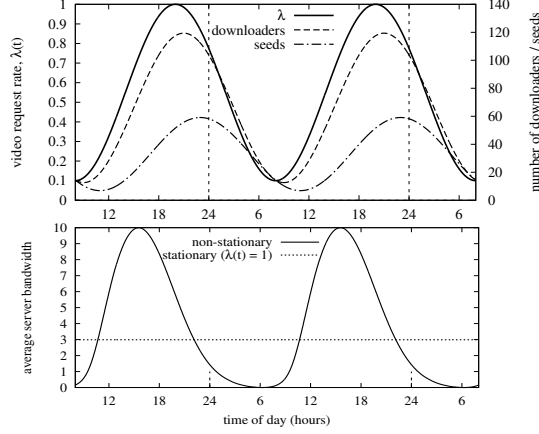 video request rate, λ(t)
1
0.9
0.8
0.7
0.6
0.5
0.4
0.3
0.2
0.1
0
λ
downloaders
seeds
140
120
100
80
60
40
20
0
number of downloaders / seeds
12 18 24 6 12 18 24 6
average server bandwidth
10
9
8
7
6
5
4
3
2
1
0
non-stationary
stationary (λ(t) = 1)
12 18 24 6 12 18 24 6
time of day (hours)